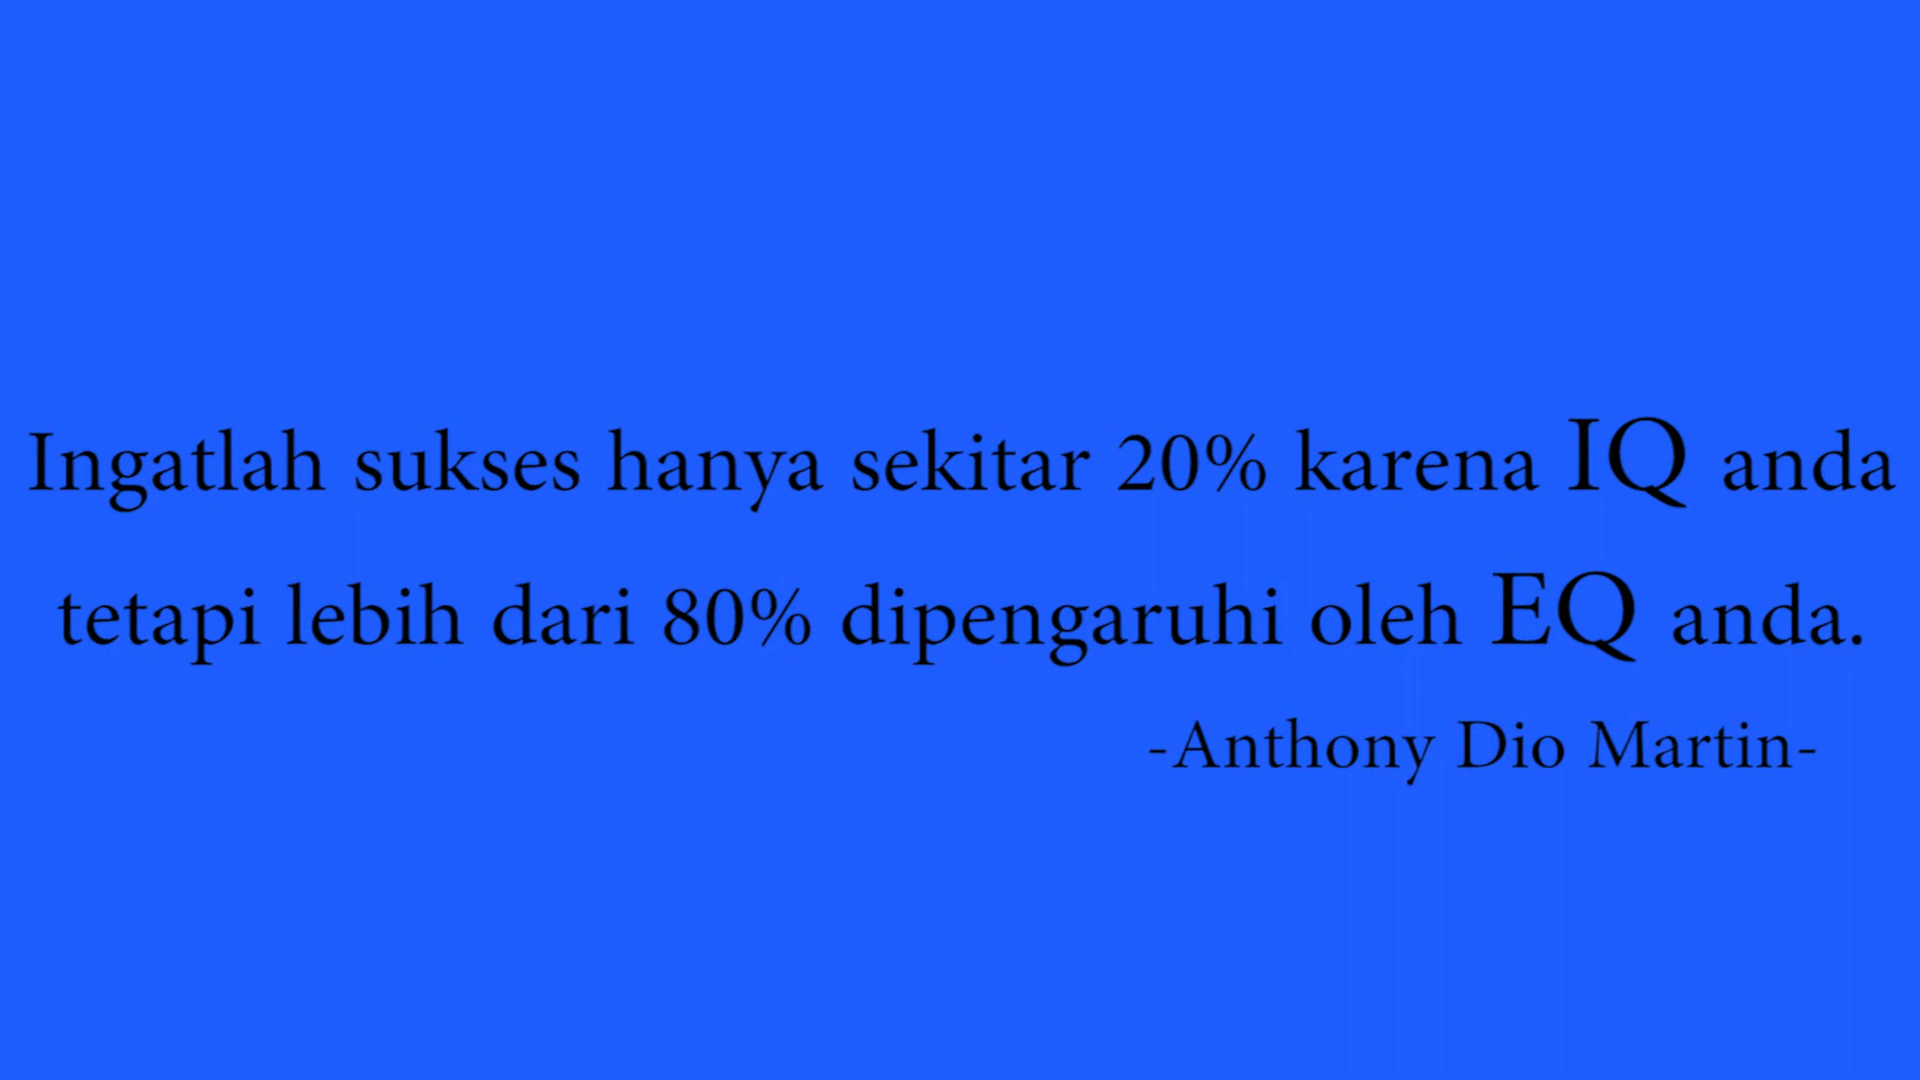 Ingatlah sukses hanya sekitar 20% karena IQ anda
tetapi lebih dari 80% dipengaruhi oleh EQ anda.
-Anthony Dio Martin-